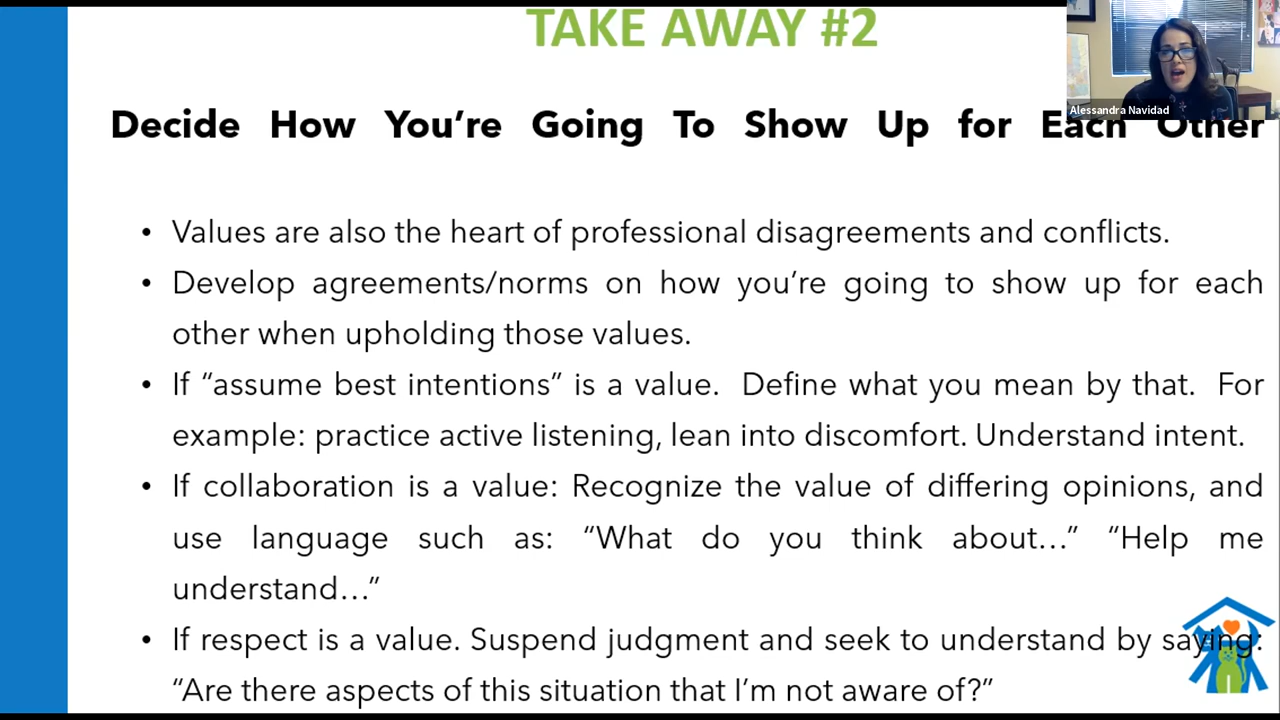 TAKE AWAY #2
Alessandra Navidad
Decide How You're Going To Show Up for Each Other
• Values are also the heart of professional disagreements and conflicts.
• Develop agreements/norms on how you're going to show up for each
other when upholding those values.
• If “assume best intentions” is a value.  Define what you mean by that.  For
example: practice active listening, lean into discomfort. Understand intent.
• If collaboration is a value: Recognize the value of differing opinions, and
use language such as: “What do you think about...” “Help me
understand...”
• If respect is a value. Suspend judgment and seek to understand by saying:
“Are there aspects of this situation that I'm not aware of?”